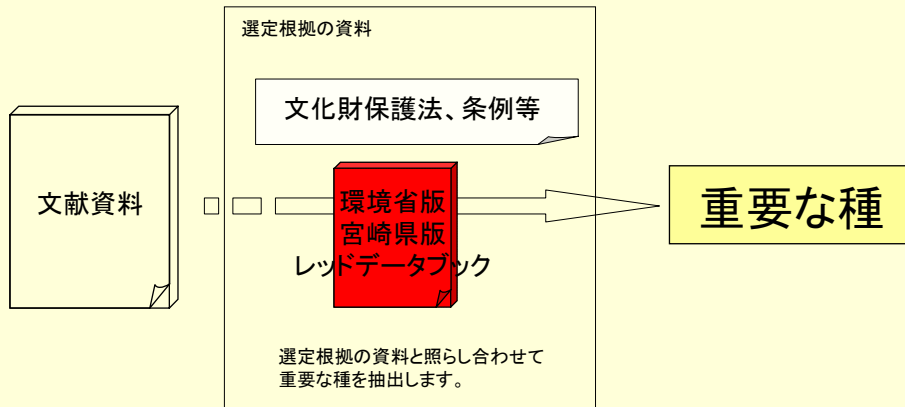 選定根拠の資料
文化財保護法、条例等
文献資料
環境省版
宮崎県版
レッドデータブック
重要な種
選定根拠の資料と照らし合わせて
重要な種を抽出します。